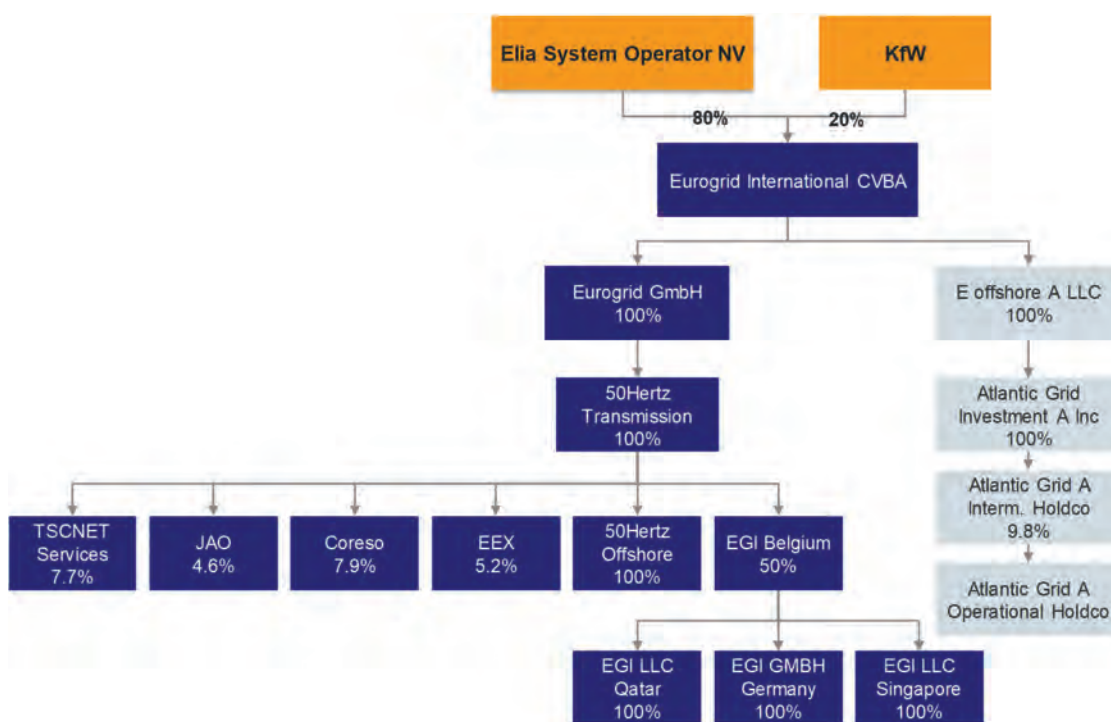 Elia System Operator NV
KfW
80%
20%
Eurogrid International CVBA
Eurogrid GmbH
100%
E offshore A LLC
100%
50Hertz
Transmission
100%
Atlantic Grid
Investment A Inc
100%
Atlantic Grid A
Interm. Holdco
9.8%
TSCNET
Services
7.7%
JAO
4.6%
Coreso
7.9%
EEX
5.2%
50Hertz
Offshore
100%
EGI Belgium
50%
Atlantic Grid A
Operational Holdco
EGI LLC
Qatar
100%
EGI GMBH
Germany
100%
EGI LLC
Singapore
100%